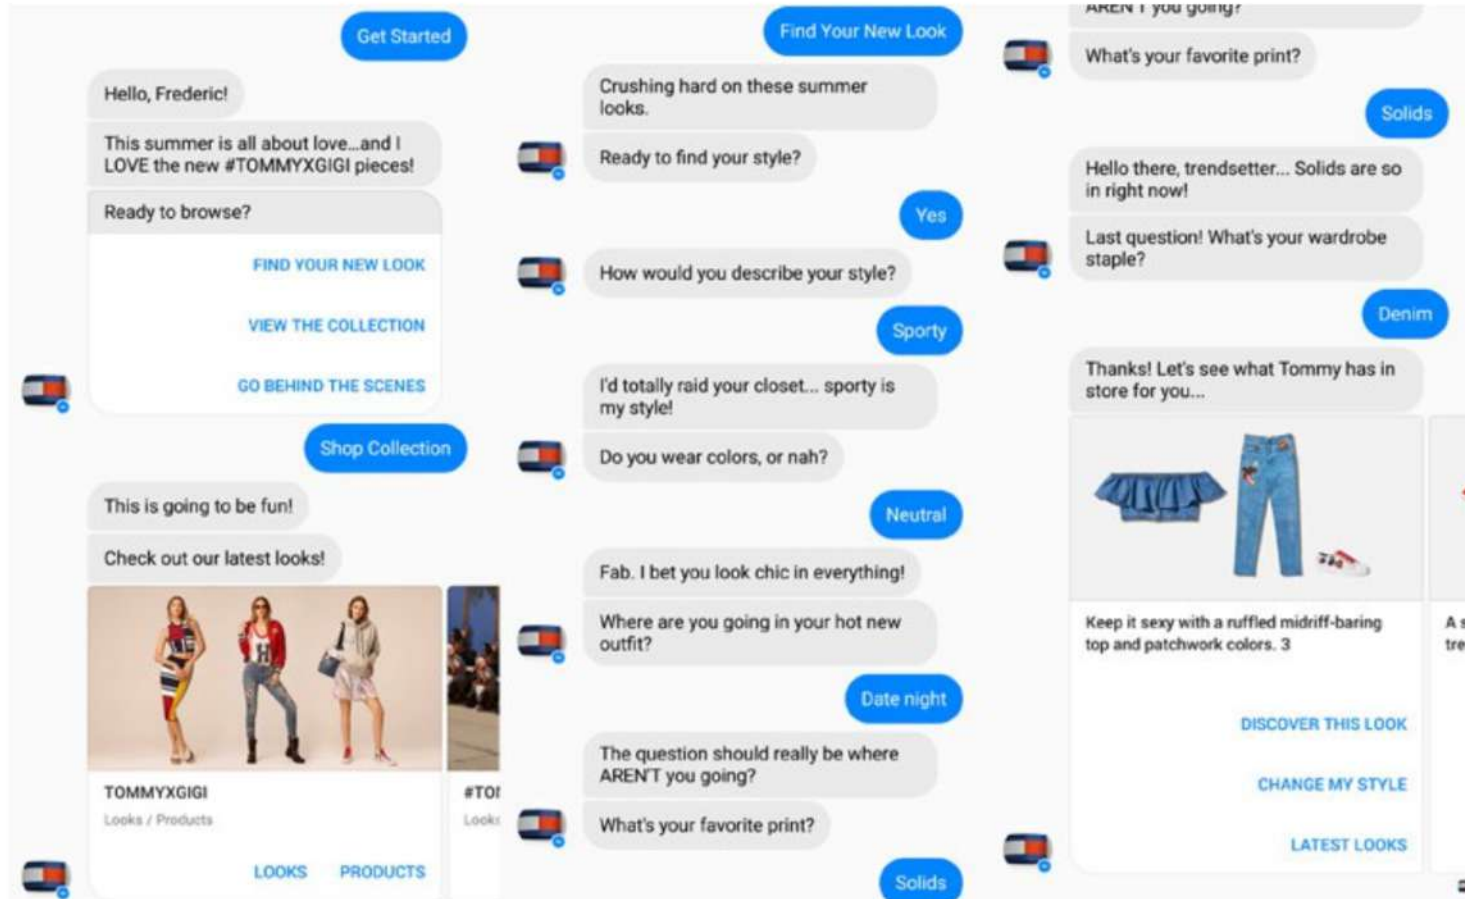 Get Started
Hello, Frederic!
This summer is all about love...and I
LOVE the new #TOMMYXGIGI pieces!
Ready to browse?
FIND YOUR NEW LOOK
VIEW THE COLLECTION
GO BEHIND THE SCENES
Shop Collection
This is going to be fun!
Check out our latest looks!
H
TOMMYXGIGI
Looks / Products
LOOKS PRODUCTS
Find Your New Look
Crushing hard on these summer
looks.
Ready to find your style?
Yes
How would you describe your style?
Sporty
I'd totally raid your closet... sporty is
my style!
Do you wear colors, or nah?
Neutral
Fab. I bet you look chic in everything!
Where are you going in your hot new
outfit?
Date night
The question should really be where
AREN'T you going?
What's your favorite print?
Solids
AREN'T you going?
What's your favorite print?
Solids
Hello there, trendsetter... Solids are so
in right now!
Last question! What's your wardrobe
staple?
Denim
Thanks! Let's see what Tommy has in
store for you...
Keep it sexy with a ruffled midriff-baring
top and patchwork colors. 3
DISCOVER THIS LOOK
CHANGE MY STYLE
LATEST LOOKS